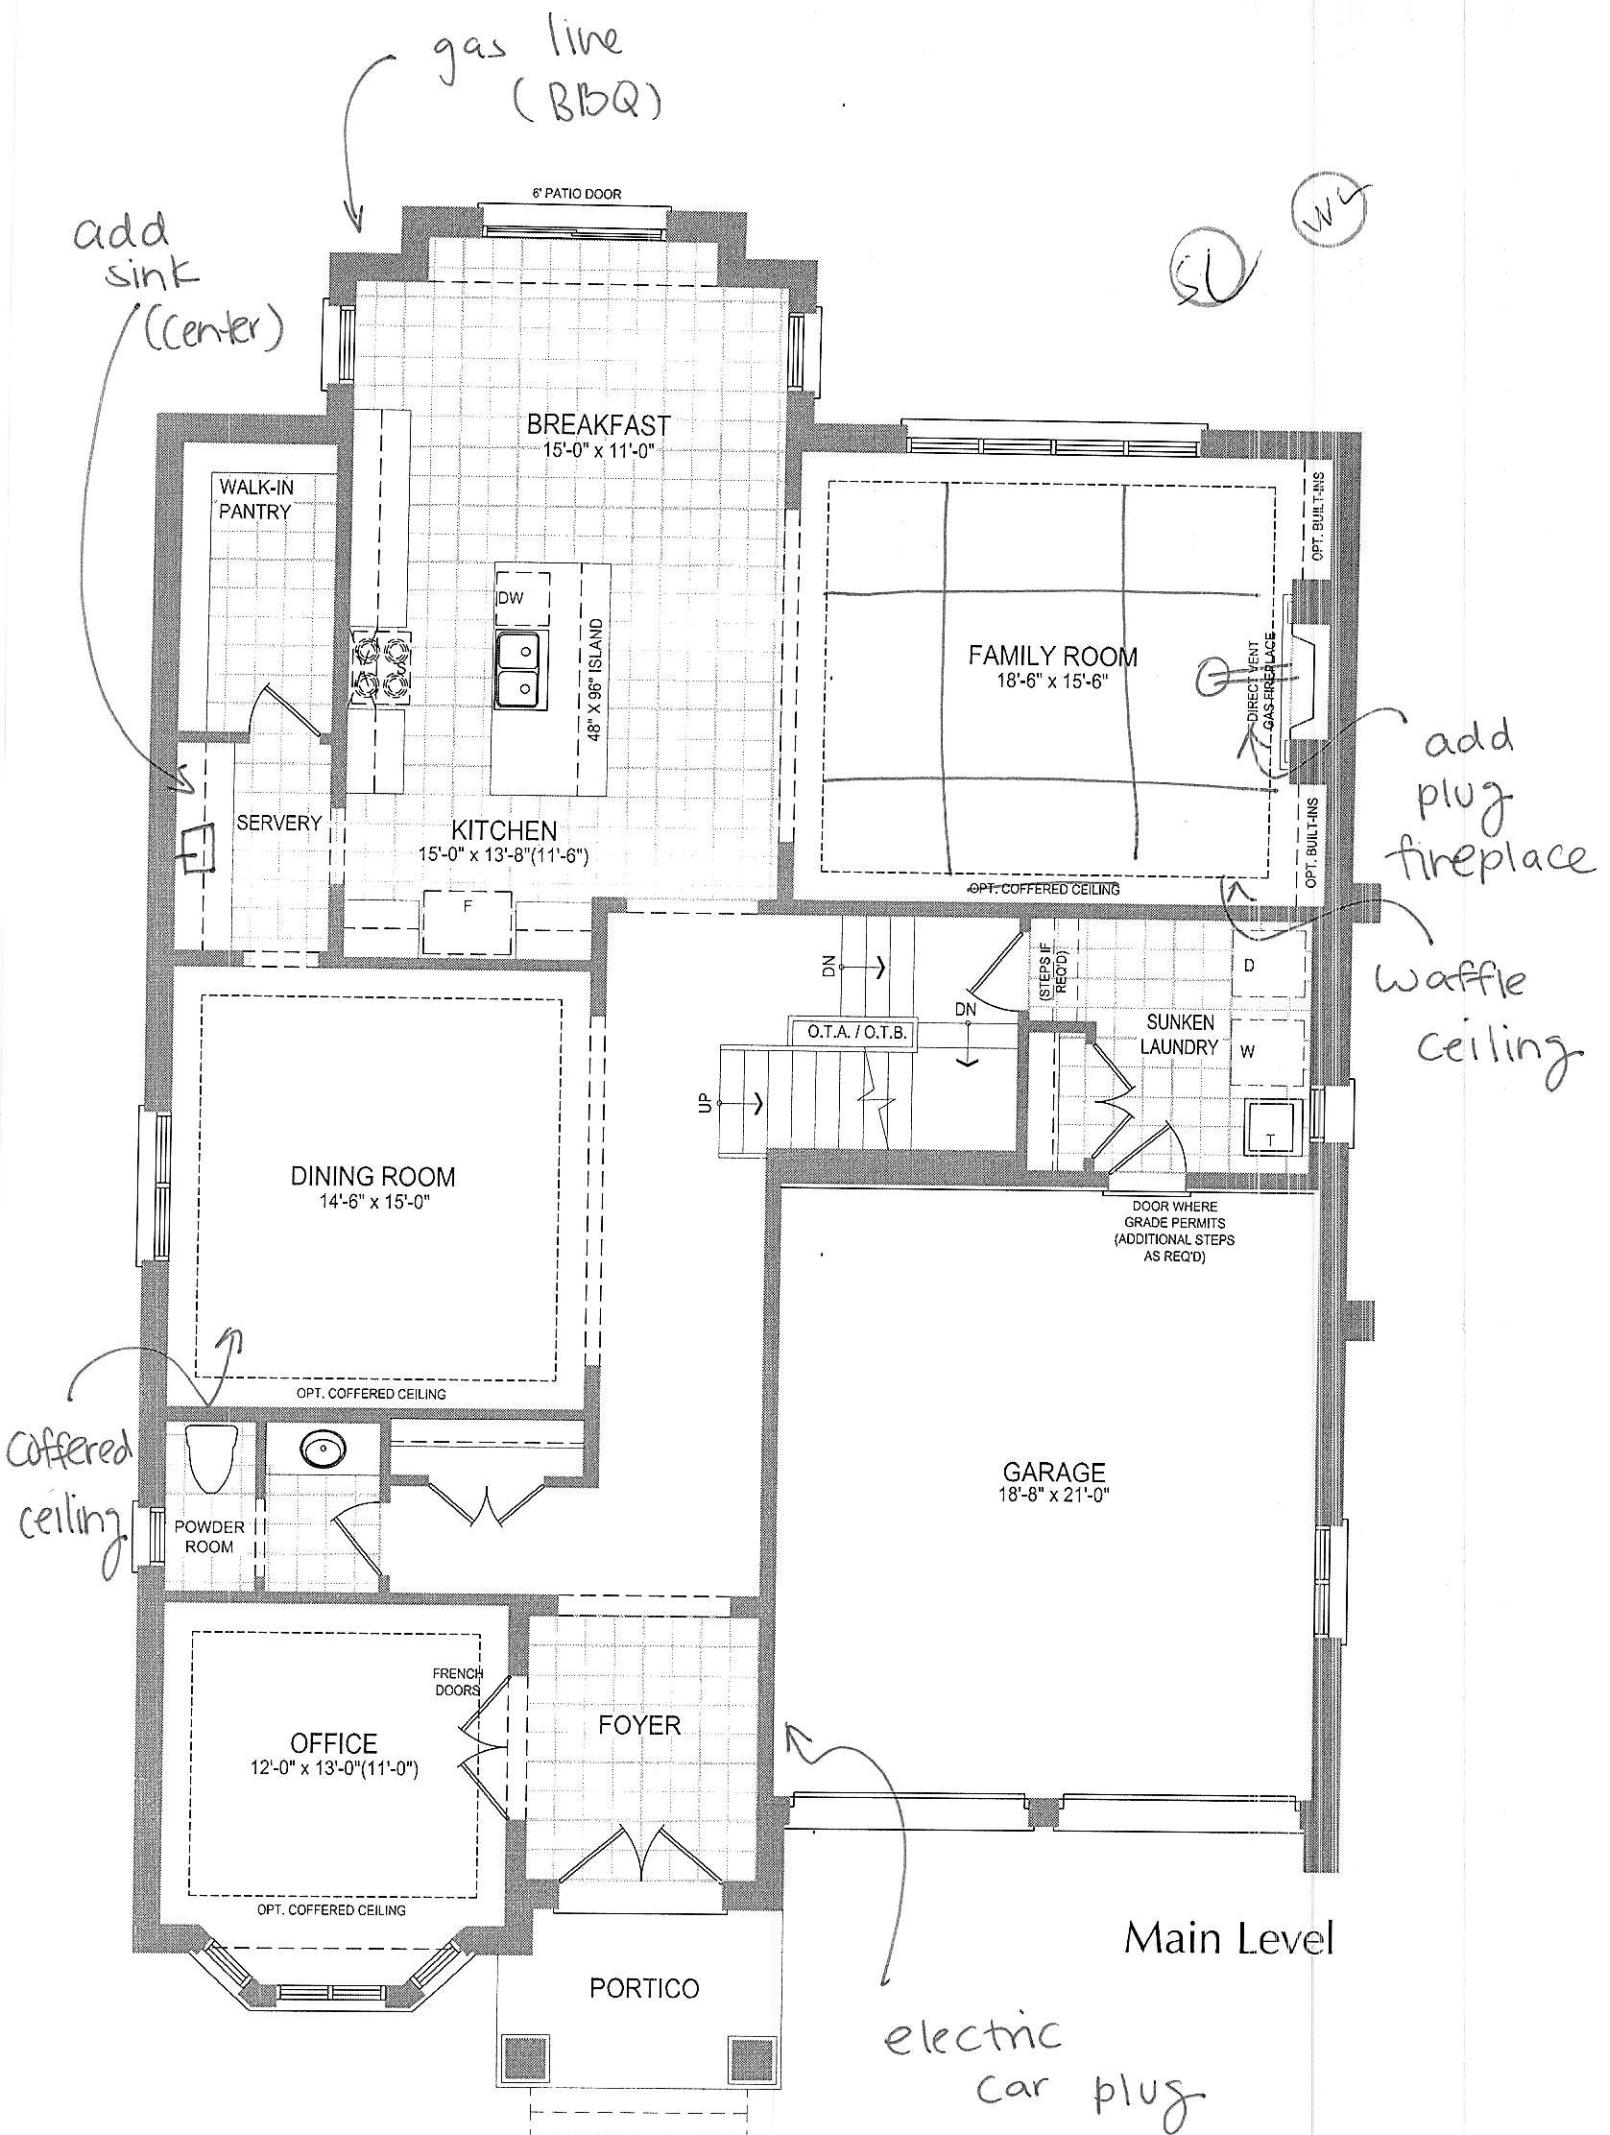 gas line
(BBQ)
6' PATIO DOOR
add
sink
(center)
WL
SL
BREAKFAST
15'-0" x 11'-0"
WALK-IN
PANTRY
OPT. BUILT-INS
DW
48" X 96" ISLAND
FAMILY ROOM
18'-6" x 15'-6"
DIRECT VENT
GAS FIREPLACE
add
plug
fireplace
SERVERY
KITCHEN
15'-0" x 13'-8"(11'-6")
OPT. BUILT-INS
OPT. COFFERED CEILING
F
waffle
ceiling
DN
(STEPS IF
REQ'D)
D
DN
O.T.A. / O.T.B.
SUNKEN
LAUNDRY
W
UP
T
DINING ROOM
14'-6" x 15'-0"
DOOR WHERE
GRADE PERMITS
(ADDITIONAL STEPS
AS REQ'D)
OPT. COFFERED CEILING
Coffered
ceiling
GARAGE
18'-8" x 21'-0"
POWDER
ROOM
FRENCH
DOORS
OFFICE
12'-0" x 13'-0"(11'-0")
FOYER
OPT. COFFERED CEILING
Main Level
PORTICO
electric
car plug